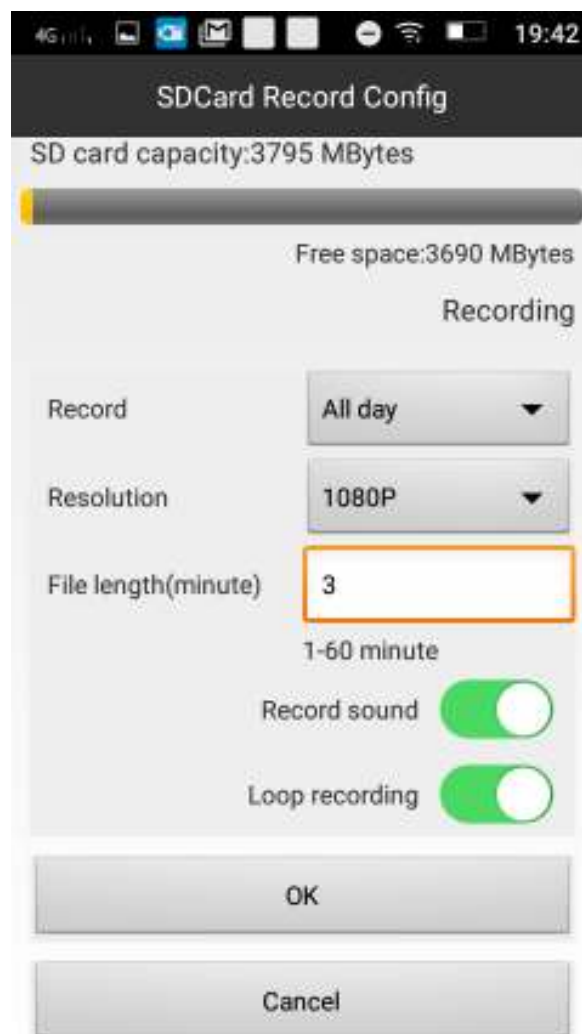 4G 19:42
SDCard Record Config
SD card capacity:3795 MBytes
Free space:3690 MBytes
Recording
Record All day
Resolution 1080P
File length(minute) 3
1-60 minute
Record sound
Loop recording
OK
Cancel